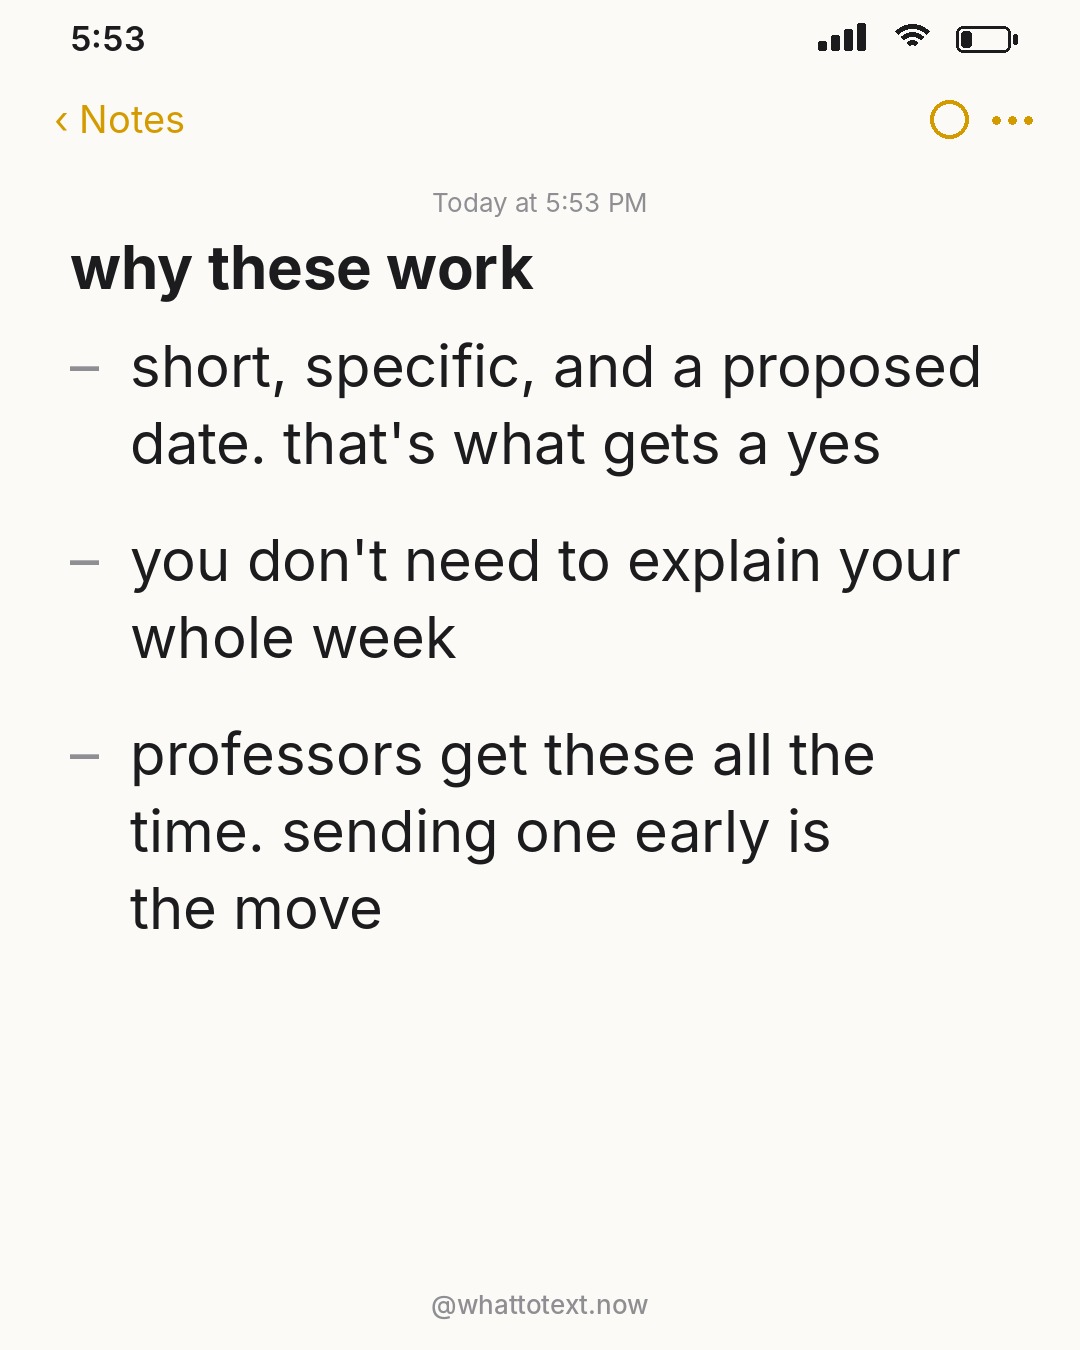 5:53
‹ Notes
Today at 5:53 PM
why these work
– short, specific, and a proposed
date. that's what gets a yes
– you don't need to explain your
whole week
– professors get these all the
time. sending one early is
the move
@whattotext.now